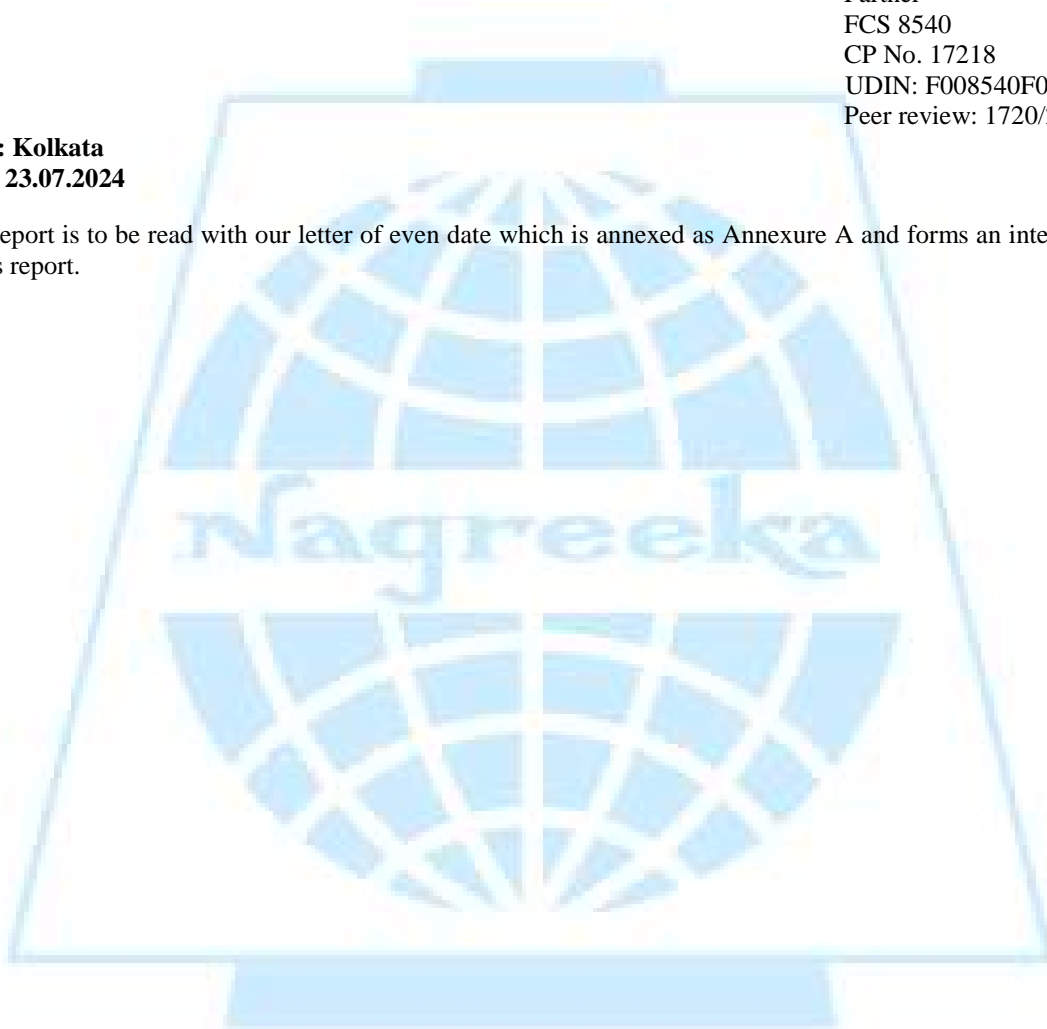 FCS 8540
CP No. 17218
UDIN: F008540F0
Peer review: 1720/
: Kolkata
23.07.2024
eport is to be read with our letter of even date which is annexed as Annexure A and forms an inte
s report.
Nagreeka